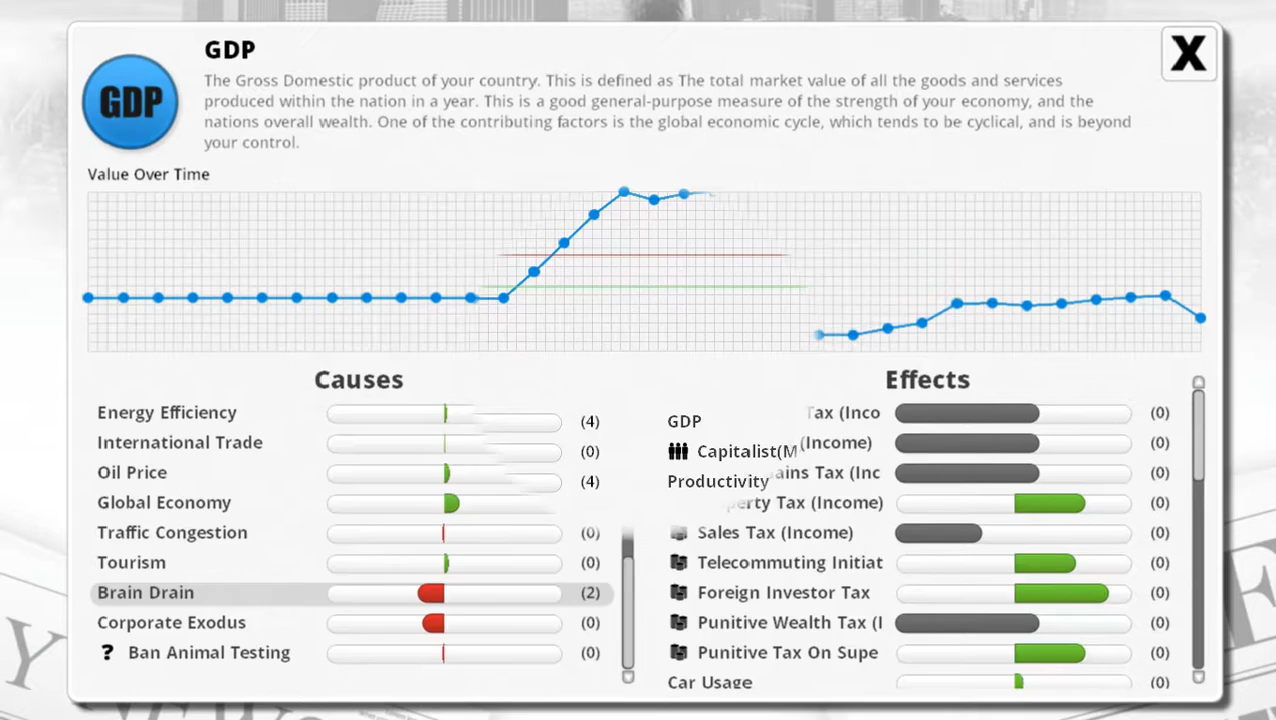 GDP
GDP
The Gross Domestic product of your country. This is defined as The total market value of all the goods and services
produced within the nation in a year. This is a good general-purpose measure of the strength of your economy, and the
nations overall wealth. One of the contributing factors is the global economic cycle, which tends to be cyclical, and is beyond
your control.
X
Value Over Time
Causes
Energy Efficiency (4)
International Trade (0)
Oil Price (4)
Global Economy
Traffic Congestion (0)
Tourism (0)
Brain Drain (2)
Corporate Exodus (0)
? Ban Animal Testing (0)
Effects
GDP Tax (Inco (0)
Capitalist(M (Income) (0)
Productivity ains Tax (Inc (0)
perty Tax (Income) (0)
Sales Tax (Income) (0)
Telecommuting Initiat (0)
Foreign Investor Tax (0)
Punitive Wealth Tax (I (0)
Punitive Tax On Supe (0)
Car Usage (0)